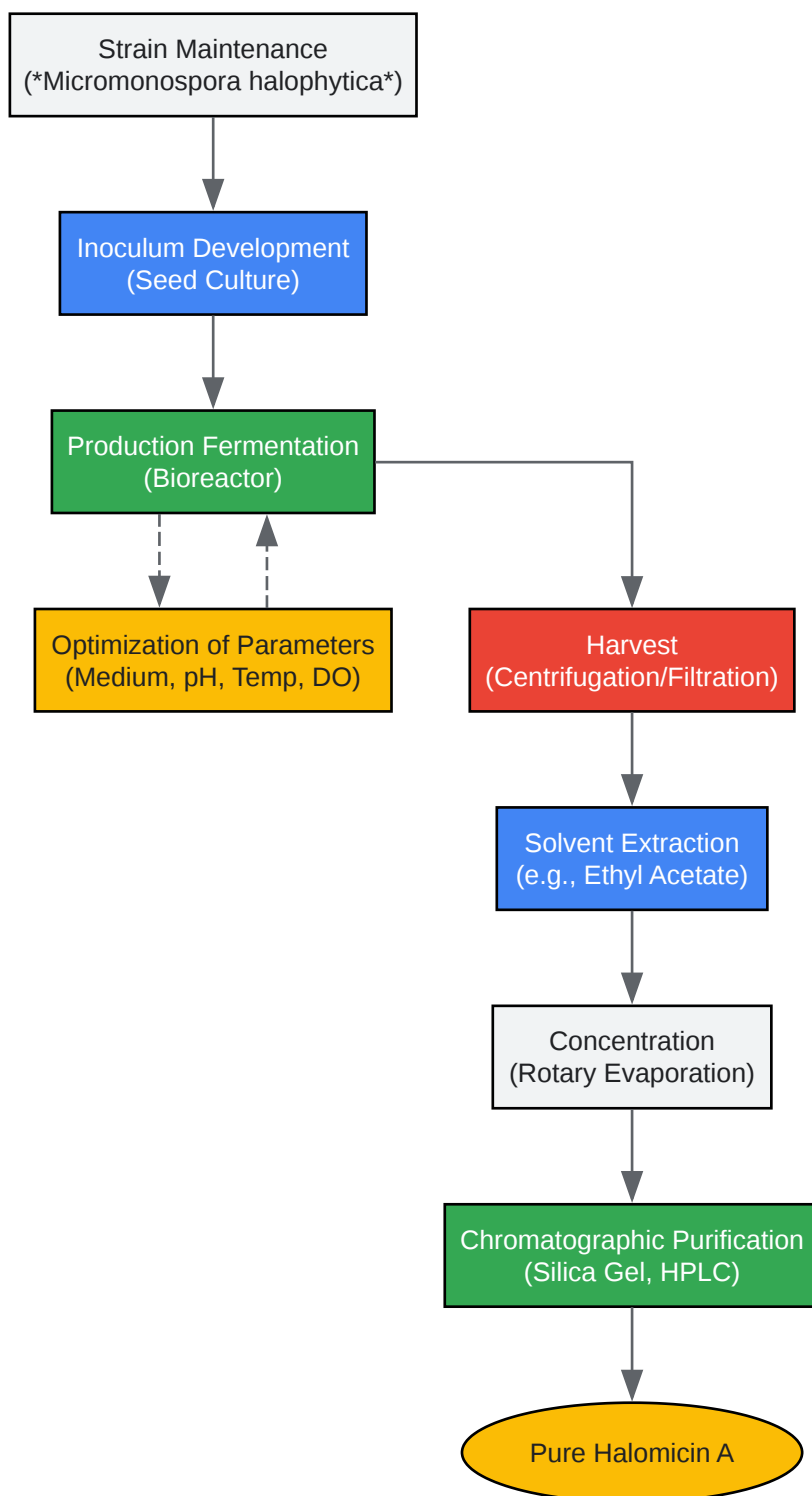 Strain Maintenance
(*Micromonospora halophytica*)
Inoculum Development
(Seed Culture)
Production Fermentation
(Bioreactor)
Optimization of Parameters
(Medium, pH, Temp, DO)
Harvest
(Centrifugation/Filtration)
Solvent Extraction
(e.g., Ethyl Acetate)
Concentration
(Rotary Evaporation)
Chromatographic Purification
(Silica Gel, HPLC)
Pure Halomicin A